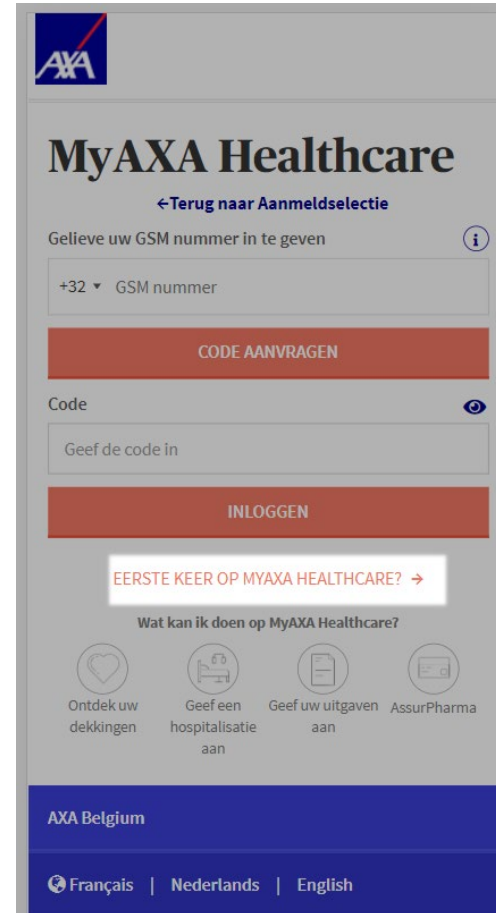 AXA
MyAXA Healthcare
←Terug naar Aanmeldselectie
Gelieve uw GSM nummer in te geven
i
+32 ▾ GSM nummer
CODE AANVRAGEN
Code
Geef de code in
INLOGGEN
EERSTE KEER OP MYAXA HEALTHCARE? →
Wat kan ik doen op MyAXA Healthcare?
Ontdek uw
dekkingen
Geef een
hospitalisatie
aan
Geef uw uitgaven
aan
AssurPharma
AXA Belgium
Français | Nederlands | English